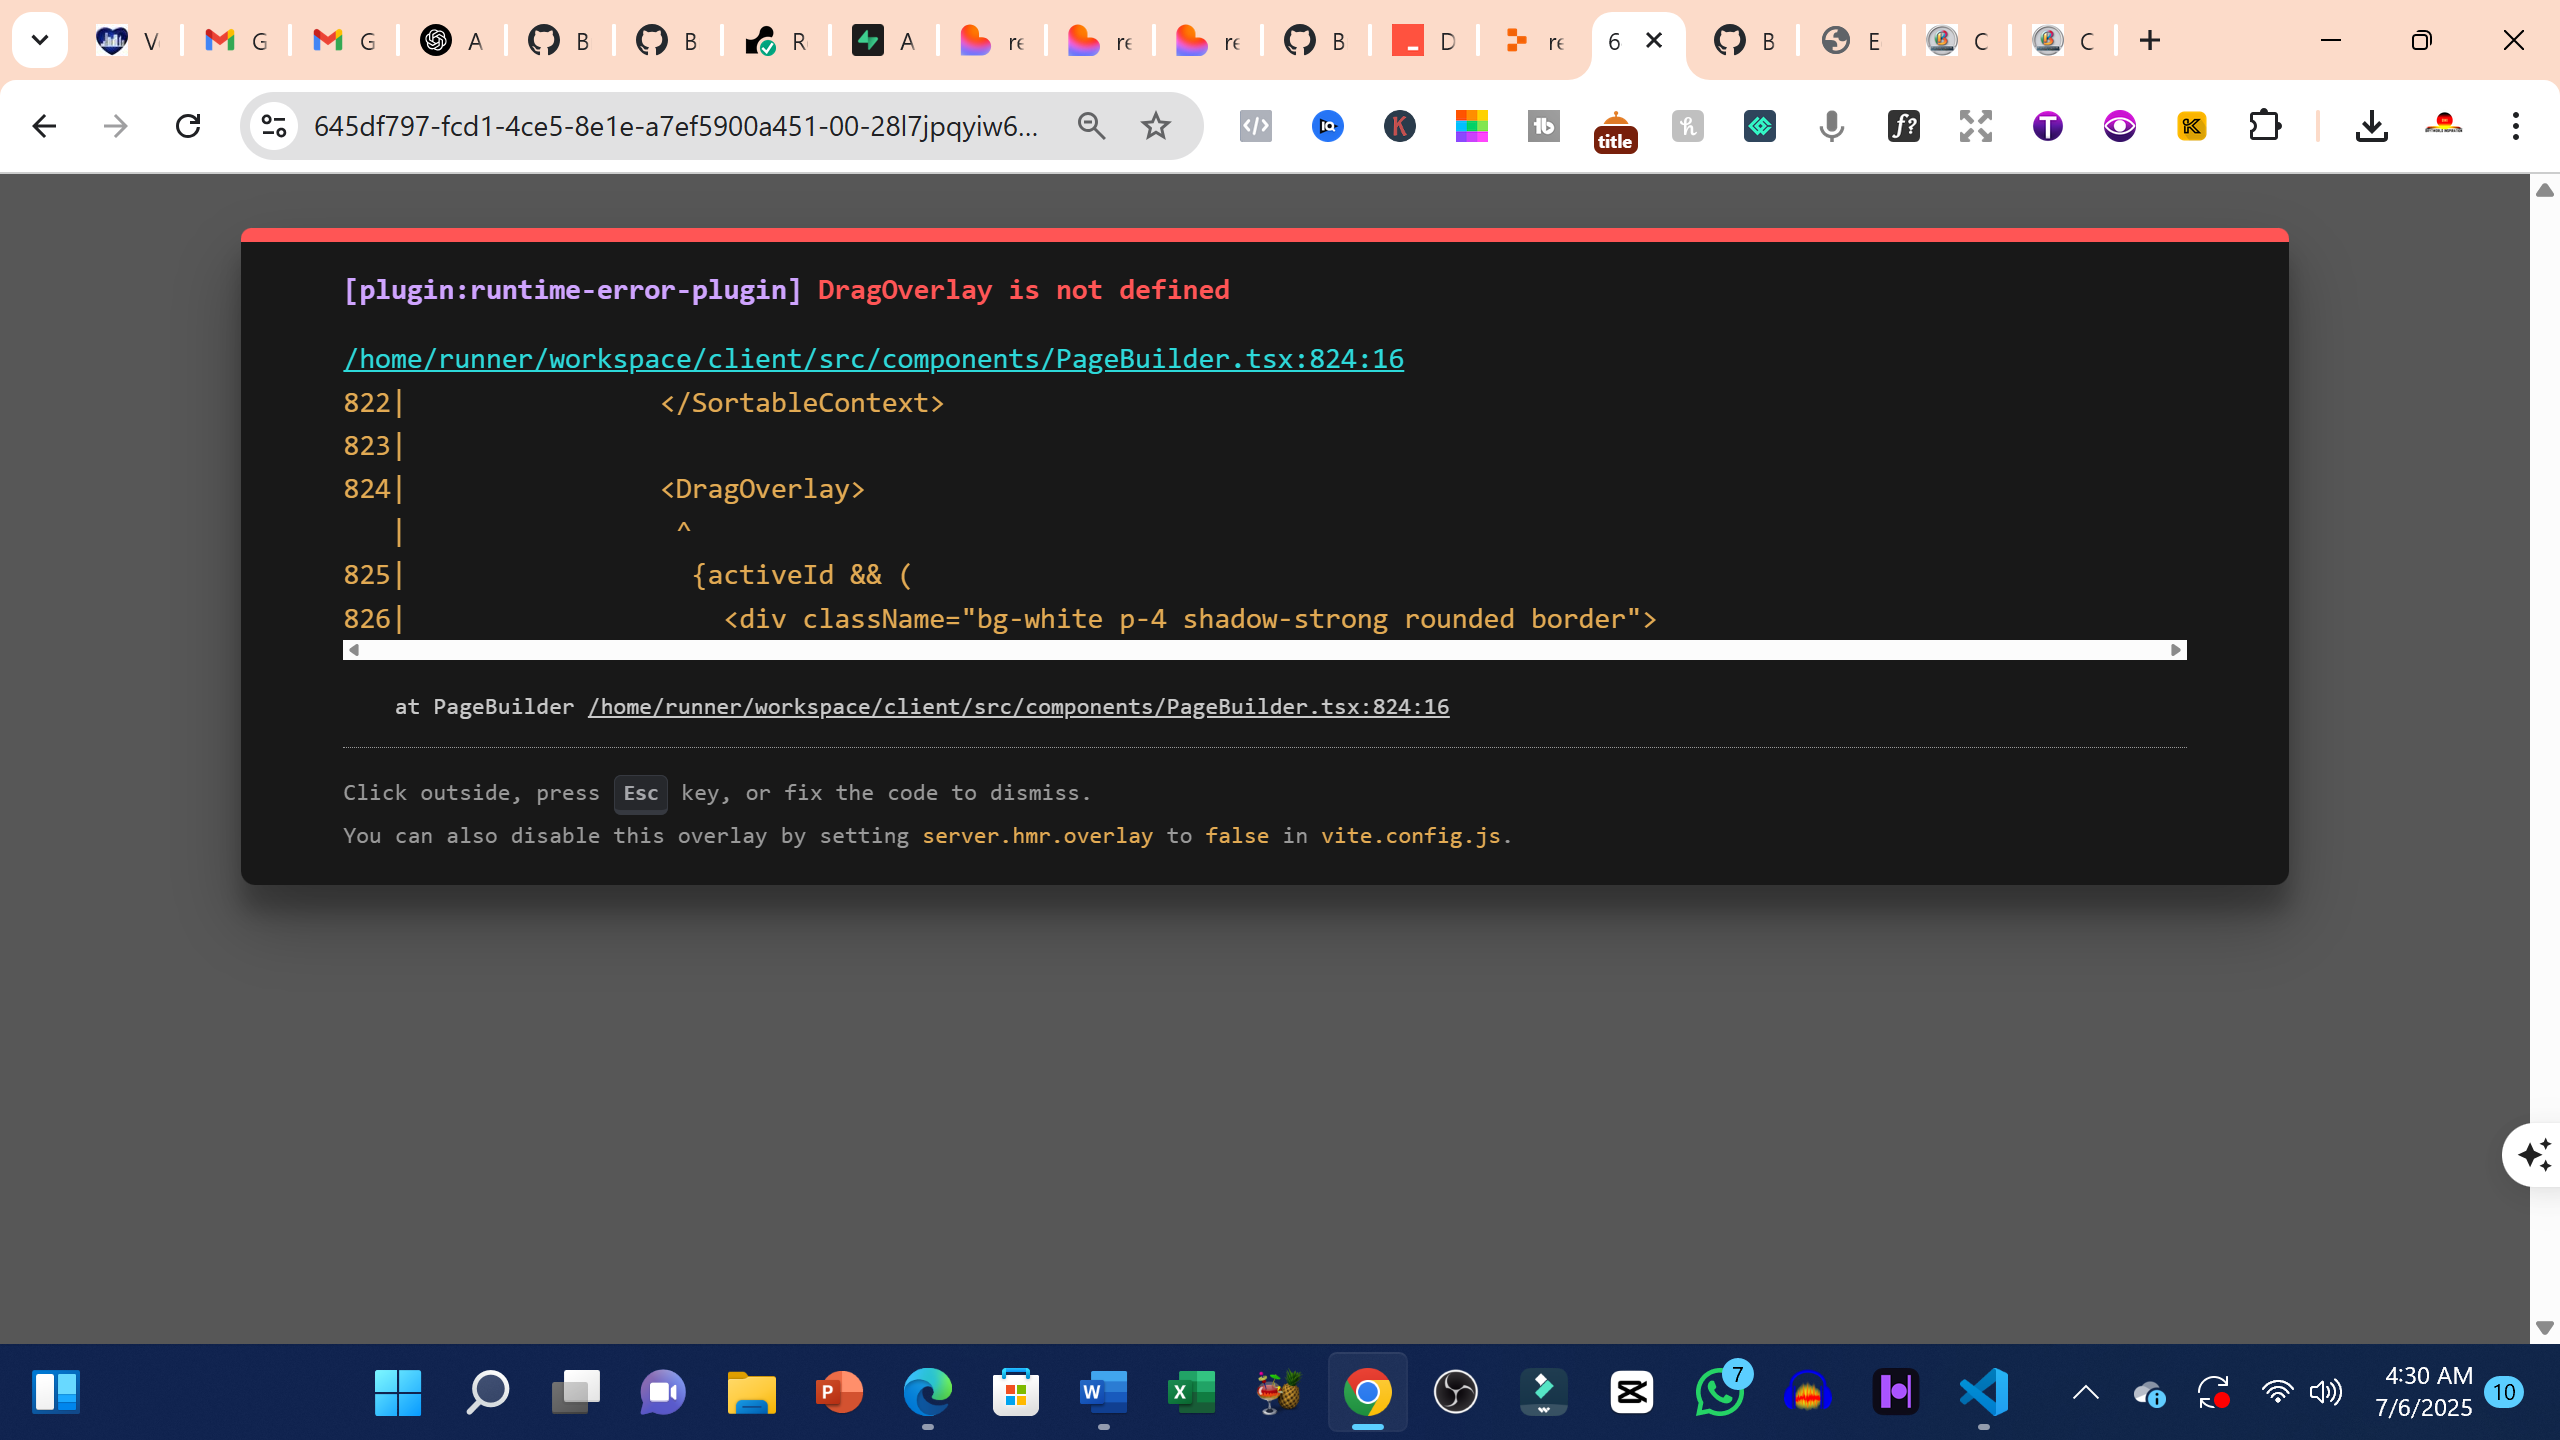 V
G
G
A
B
B
R
A
re
re
re
B
D
re
6
B
E
C
C
645df797-fcd1-4ce5-8e1e-a7ef5900a451-00-28l7jpqyiw6...
title
[plugin:runtime-error-plugin] DragOverlay is not defined
/home/runner/workspace/client/src/components/PageBuilder.tsx:824:16
822| </SortableContext>
823|
824| <DragOverlay>
| ^
825| {activeId && (
826| <div className="bg-white p-4 shadow-strong rounded border">
at PageBuilder /home/runner/workspace/client/src/components/PageBuilder.tsx:824:16
Click outside, press Esc key, or fix the code to dismiss.
You can also disable this overlay by setting server.hmr.overlay to false in vite.config.js.
7
4:30 AM
7/6/2025
10